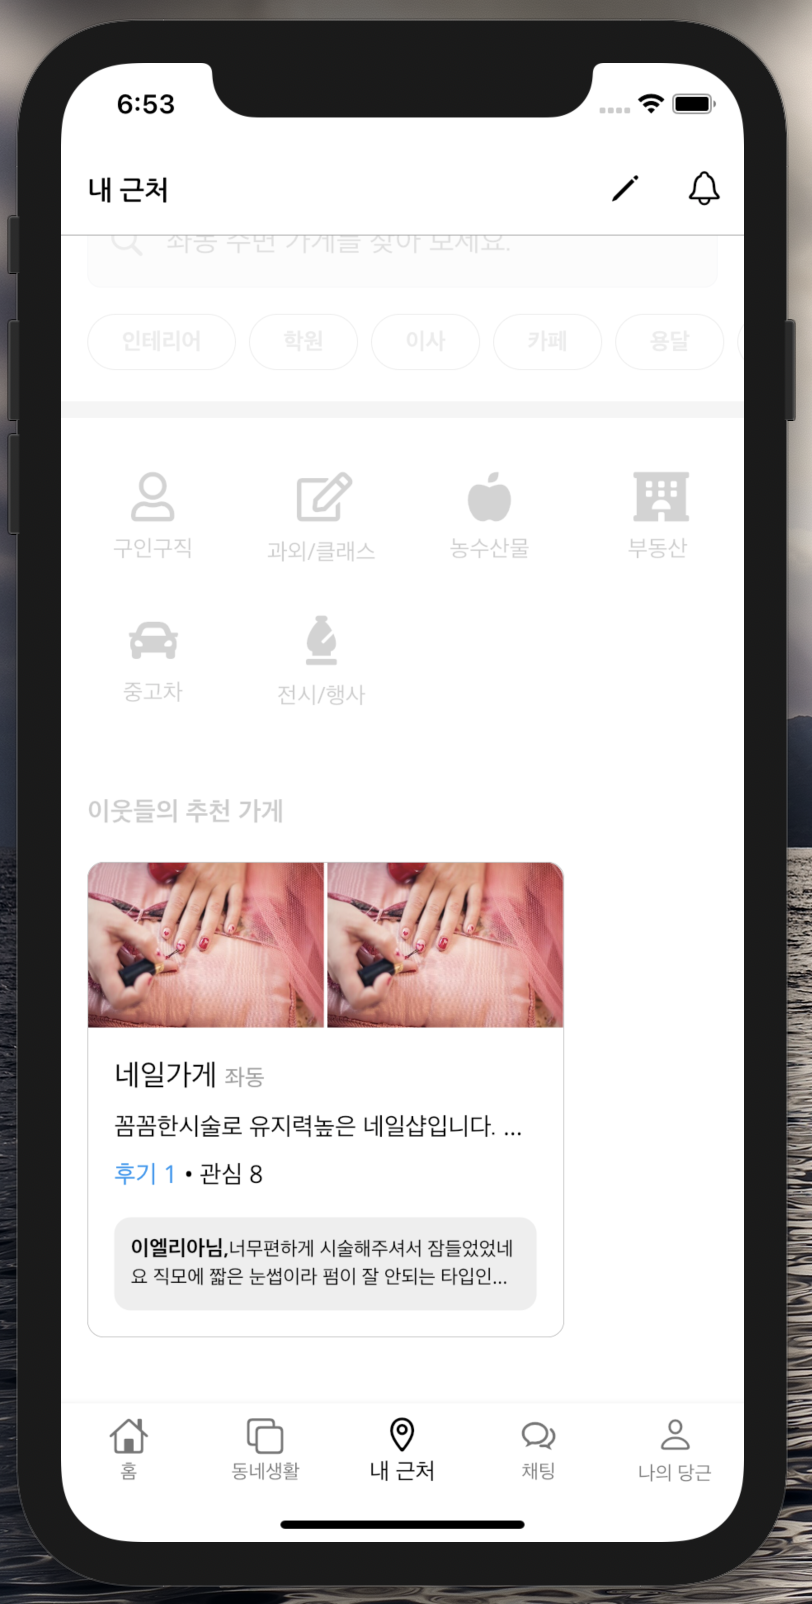 6:53
내 근처
좌동 주변 가게를 찾아 보세요.
인테리어 학원 이사 카페 용달
구인구직 과외/클래스 농수산물 부동산
중고차 전시/행사
이웃들의 추천 가게
네일가게 좌동
꼼꼼한시술로 유지력높은 네일샵입니다. ...
후기 1 • 관심 8
이엘리아님,너무편하게 시술해주셔서 잠들었었네
요 직모에 짧은 눈썹이라 펌이 잘 안되는 타입인...
홈 동네생활 내 근처 채팅 나의 당근